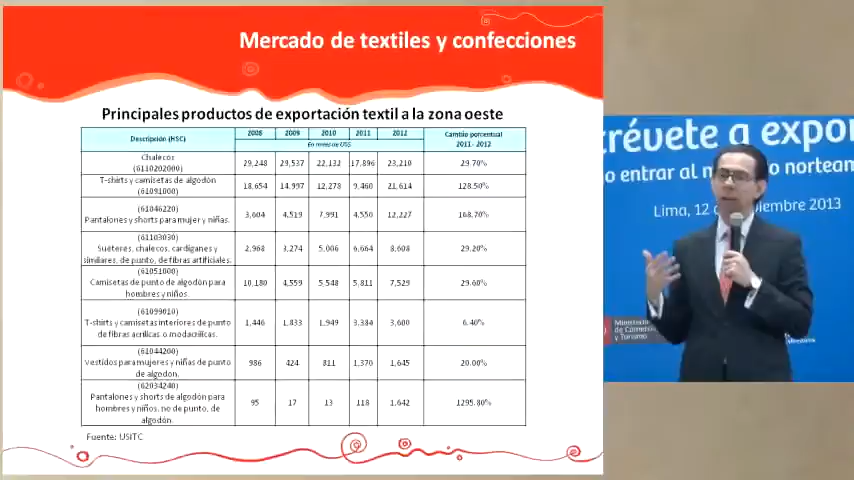 Mercado de textiles y confecciones
Principales productos de exportación textil a la zona oeste
Descripción (HSC) 2008 2009 2010 2011 2012 Cambio porcentual
En miles de US$ 2011 - 2012
Chalecos
(6110202000) 29,248 29,537 22,132 17,896 23,210 29.70%
T-shirts y camisetas de algodón
(61091000) 18,654 14,997 12,278 9,460 21,614 128.50%
(61046220)
Pantalones y shorts para mujer y niñas. 3,604 4,519 7,991 4,550 12,227 168.70%
(61103030)
Suéteres, chalecos, cardiganes y
similares, de punto, de fibras artificiales. 2,968 3,274 5,006 6,664 8,608 29.20%
(61051000)
Camisetas de punto de algodón para
hombres y niños. 10,180 4,559 5,548 5,811 7,529 29.60%
(61099010)
T-shirts y camisetas interiores de punto
de fibras acrílicas o modacrílicas. 1,446 1,833 1,949 3,384 3,600 6.40%
(61044200)
Vestidos para mujeres y niñas de punto
de algodón. 986 424 811 1,370 1,645 20.00%
(62034240)
Pantalones y shorts de algodón para
hombres y niños, no de punto, de
algodón. 95 17 13 118 1,642 1295.80%
Fuente: USITC
crévete a expor
o entrar al m o norteam
Lima, 12 d iembre 2013
Ministerio
de Comercio
y Turismo